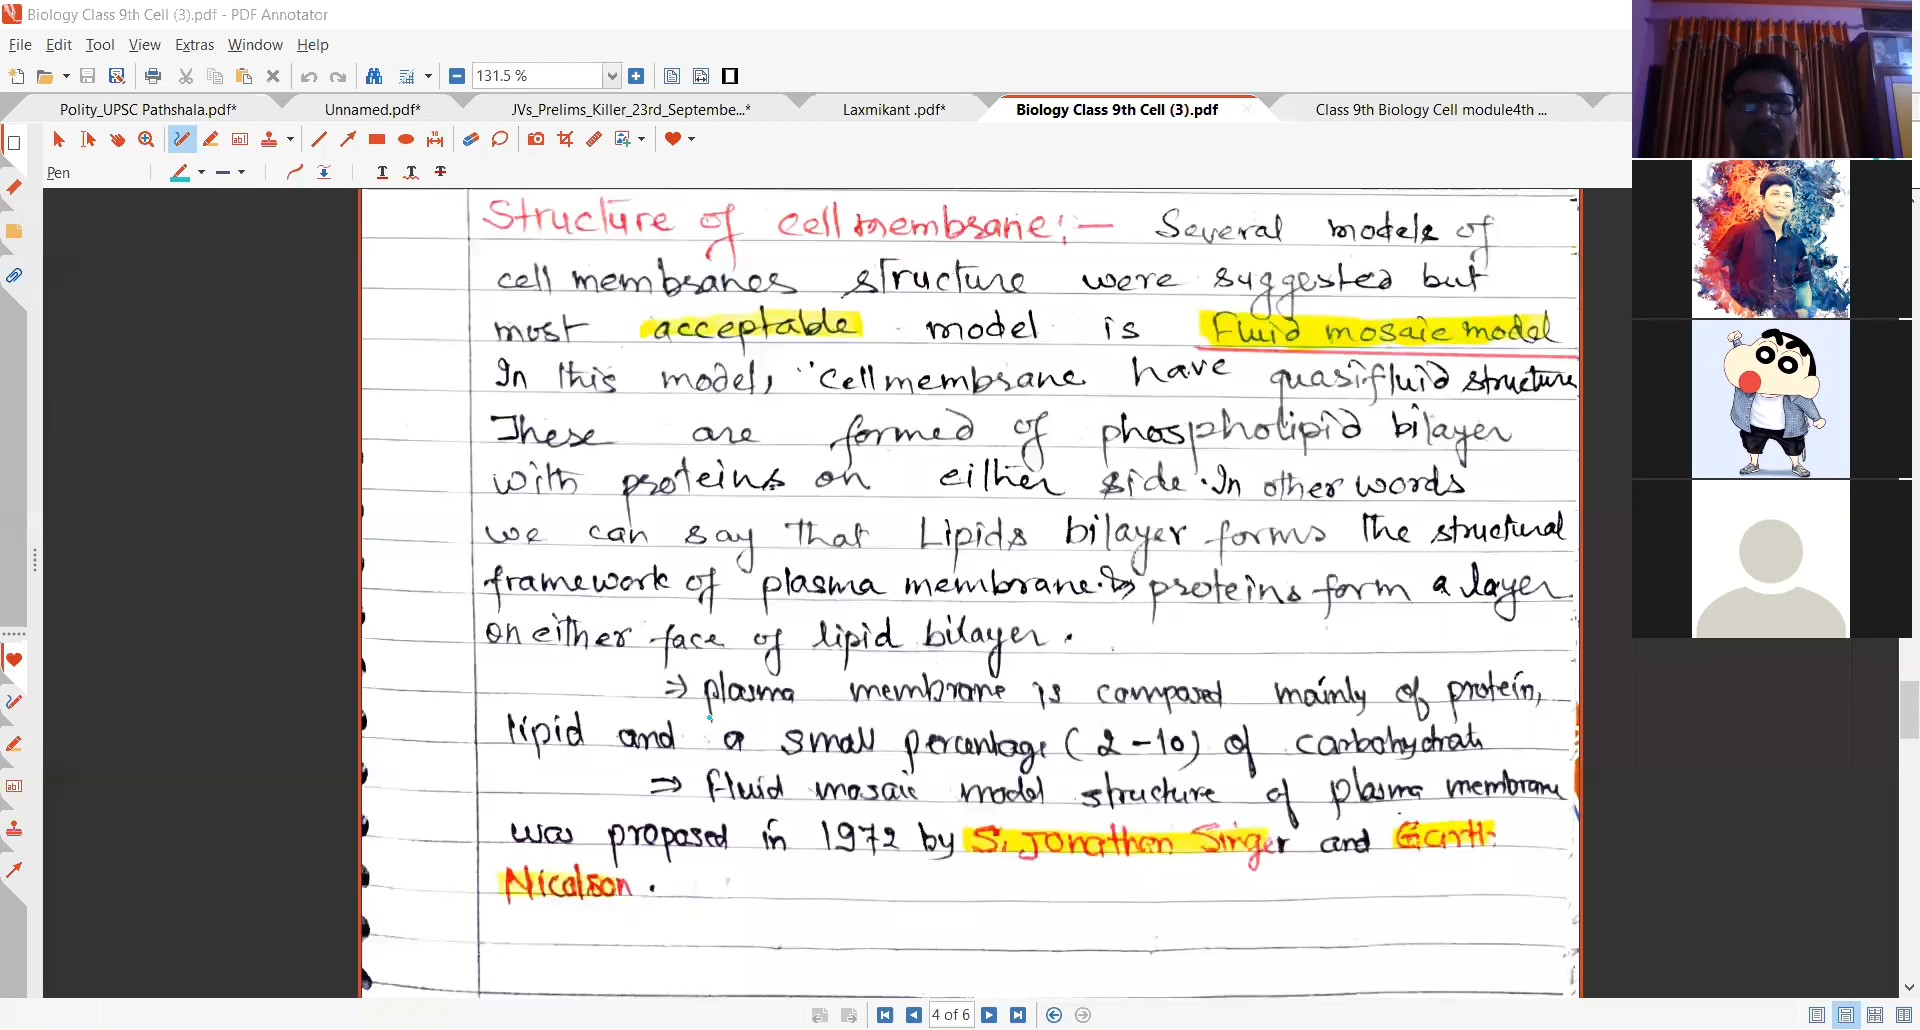 Biology Class 9th Cell (3).pdf - PDF Annotator
File Edit Tool View Extras Window Help
131.5 %
Polity_UPSC Pathshala.pdf* Unnamed.pdf* JVs_Prelims_Killer_23rd_Septembe...* Laxmikant .pdf* Biology Class 9th Cell (3).pdf Class 9th Biology Cell module4th ...
Pen
Structure of cell membrane:- Several models of
cell membranes structure were suggested but
most acceptable model is Fluid mosaic model
In this model, "cell membrane have quasifluid structure
These are formed of phospholipid bilayer
with proteins on either side. In other words
we can say that Lipids bilayer forms the structural
framework of plasma membrane. & proteins form a layer
on either face of lipid bilayer.
⇒ plasma membrane is compared mainly of protein,
lipid and a small percentage (2-10) of carbohydrate
⇒ fluid mosaic model structure of plasma membrane
was proposed in 1972 by S. Jonathan Singer and Garth
Nicolson.
4 of 6